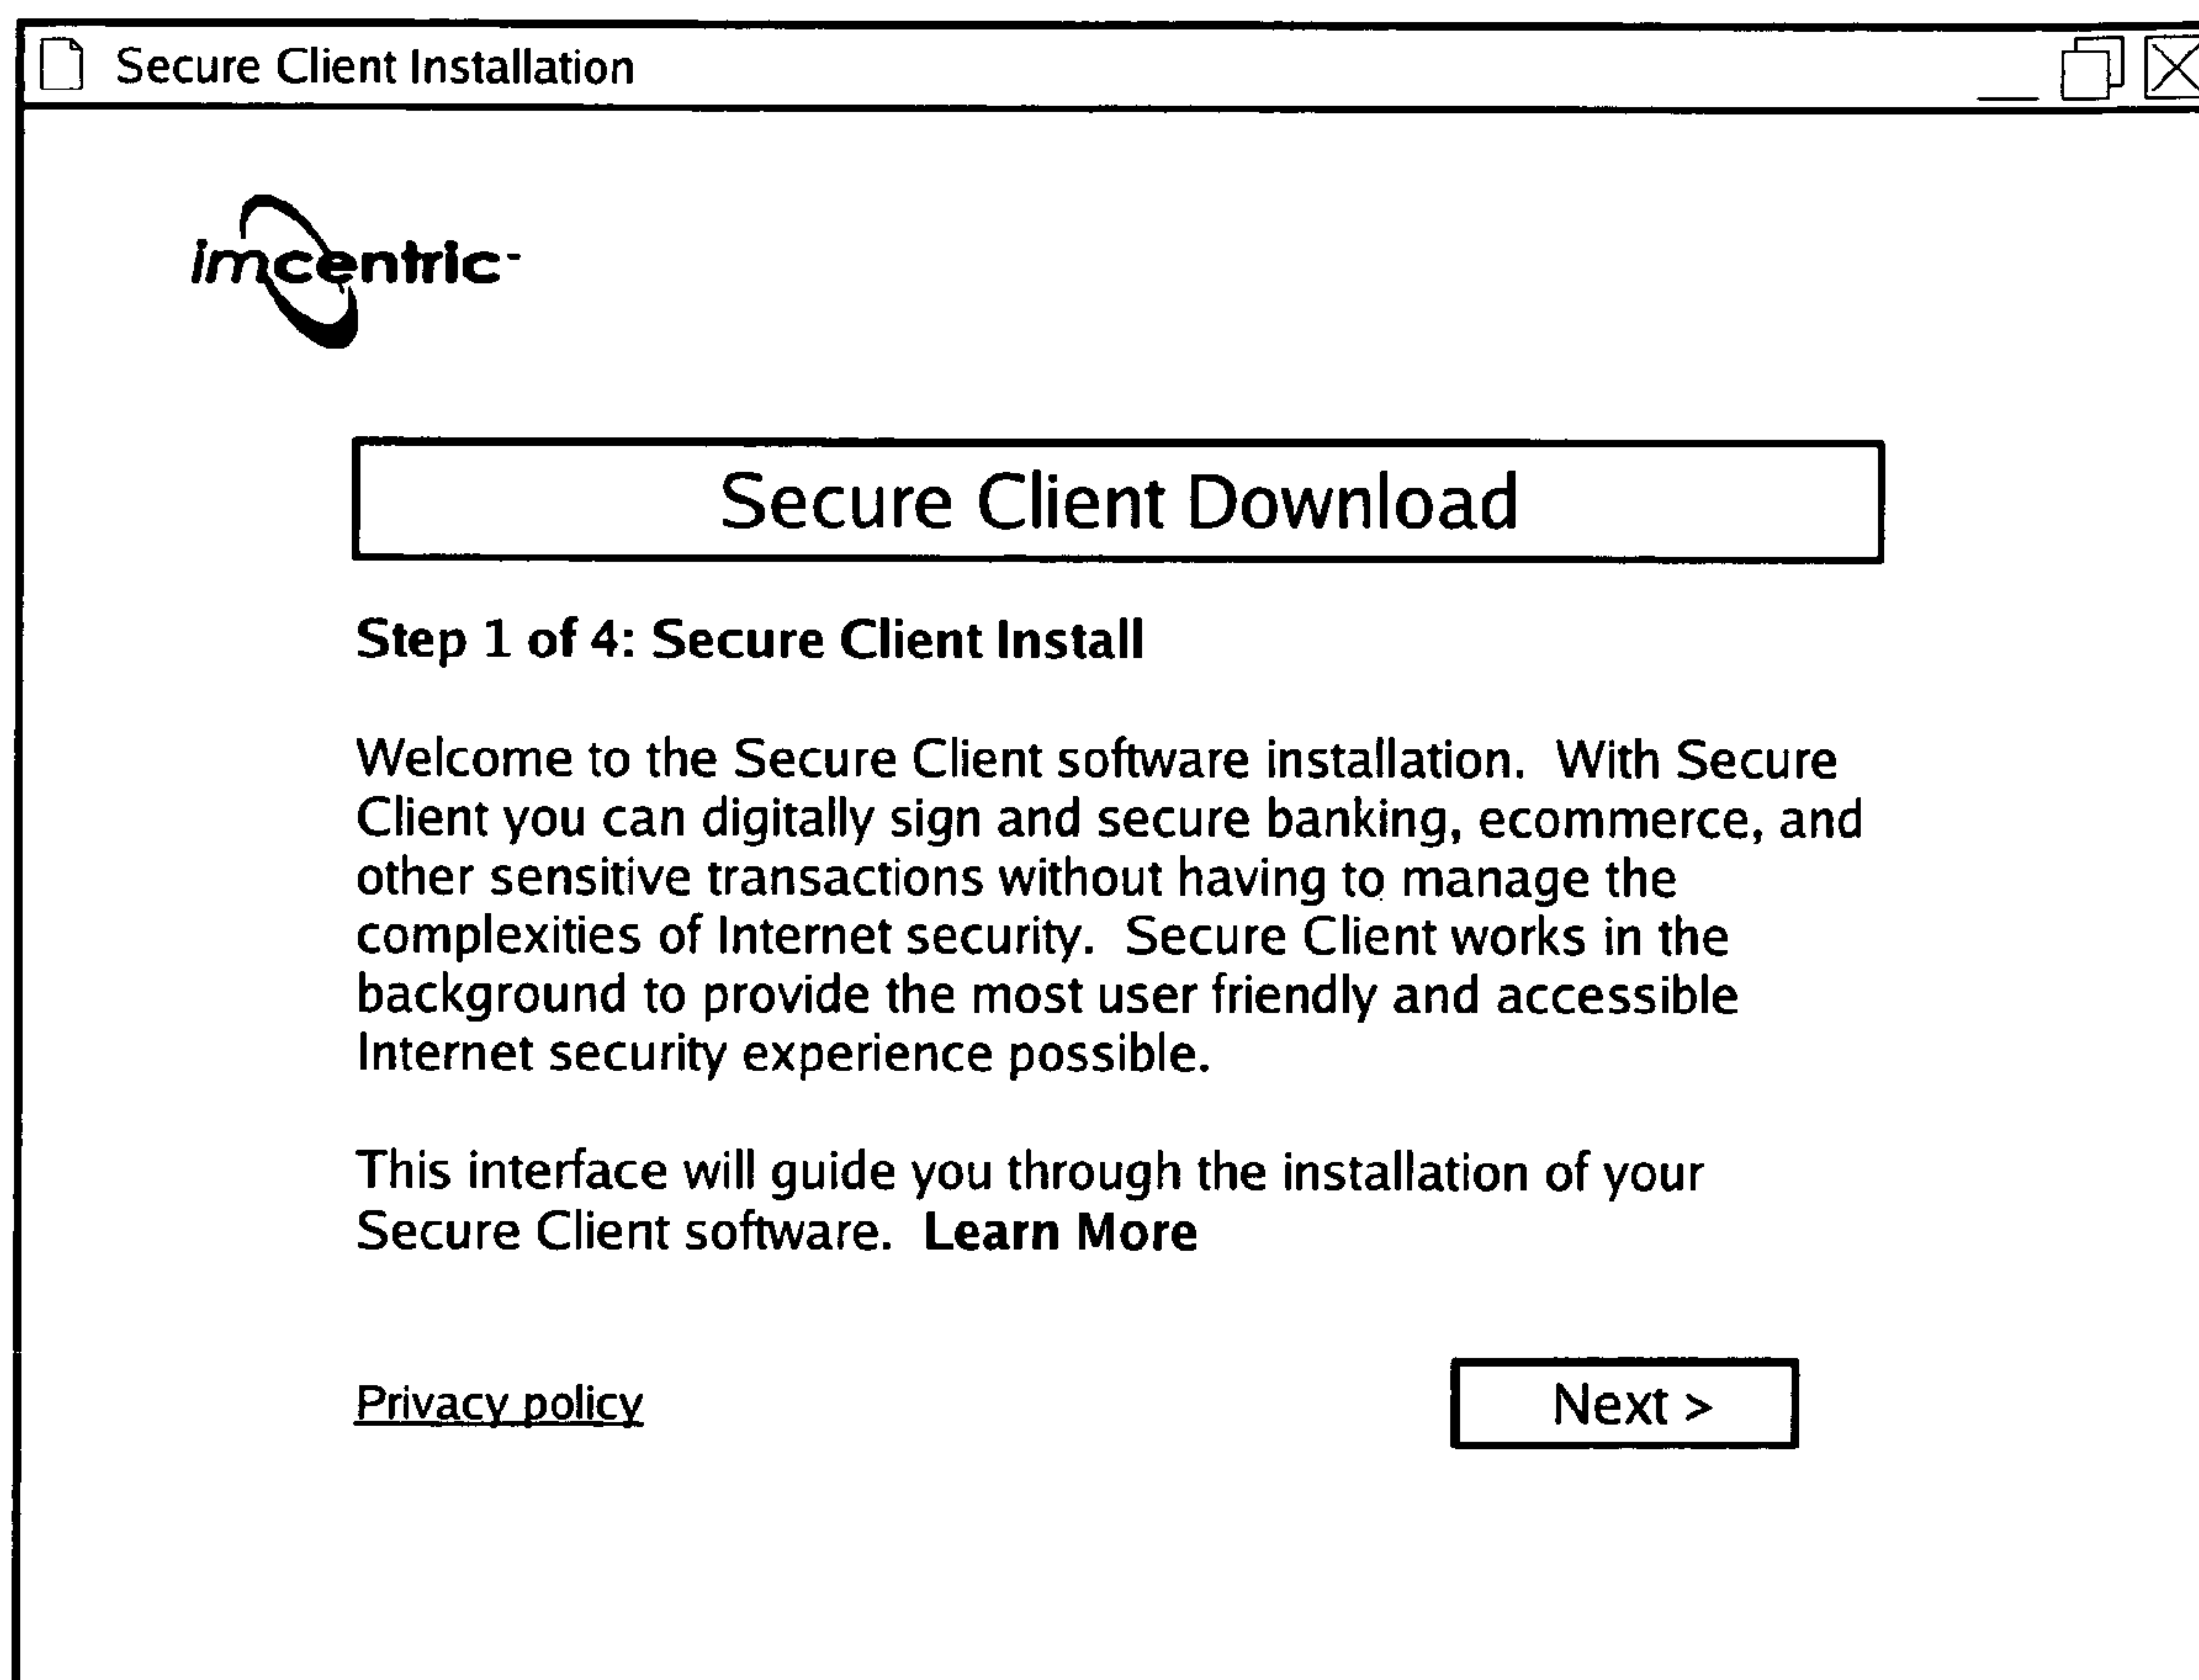 Secure Client Installation
imcentric
Secure Client Download
Step 1 of 4: Secure Client Install
Welcome to the Secure Client software installation. With Secure
Client you can digitally sign and secure banking, ecommerce, and
other sensitive transactions without having to manage the
complexities of Internet security. Secure Client works in the
background to provide the most user friendly and accessible
Internet security experience possible.
This interface will guide you through the installation of your
Secure Client software. Learn More
Privacy policy
Next >